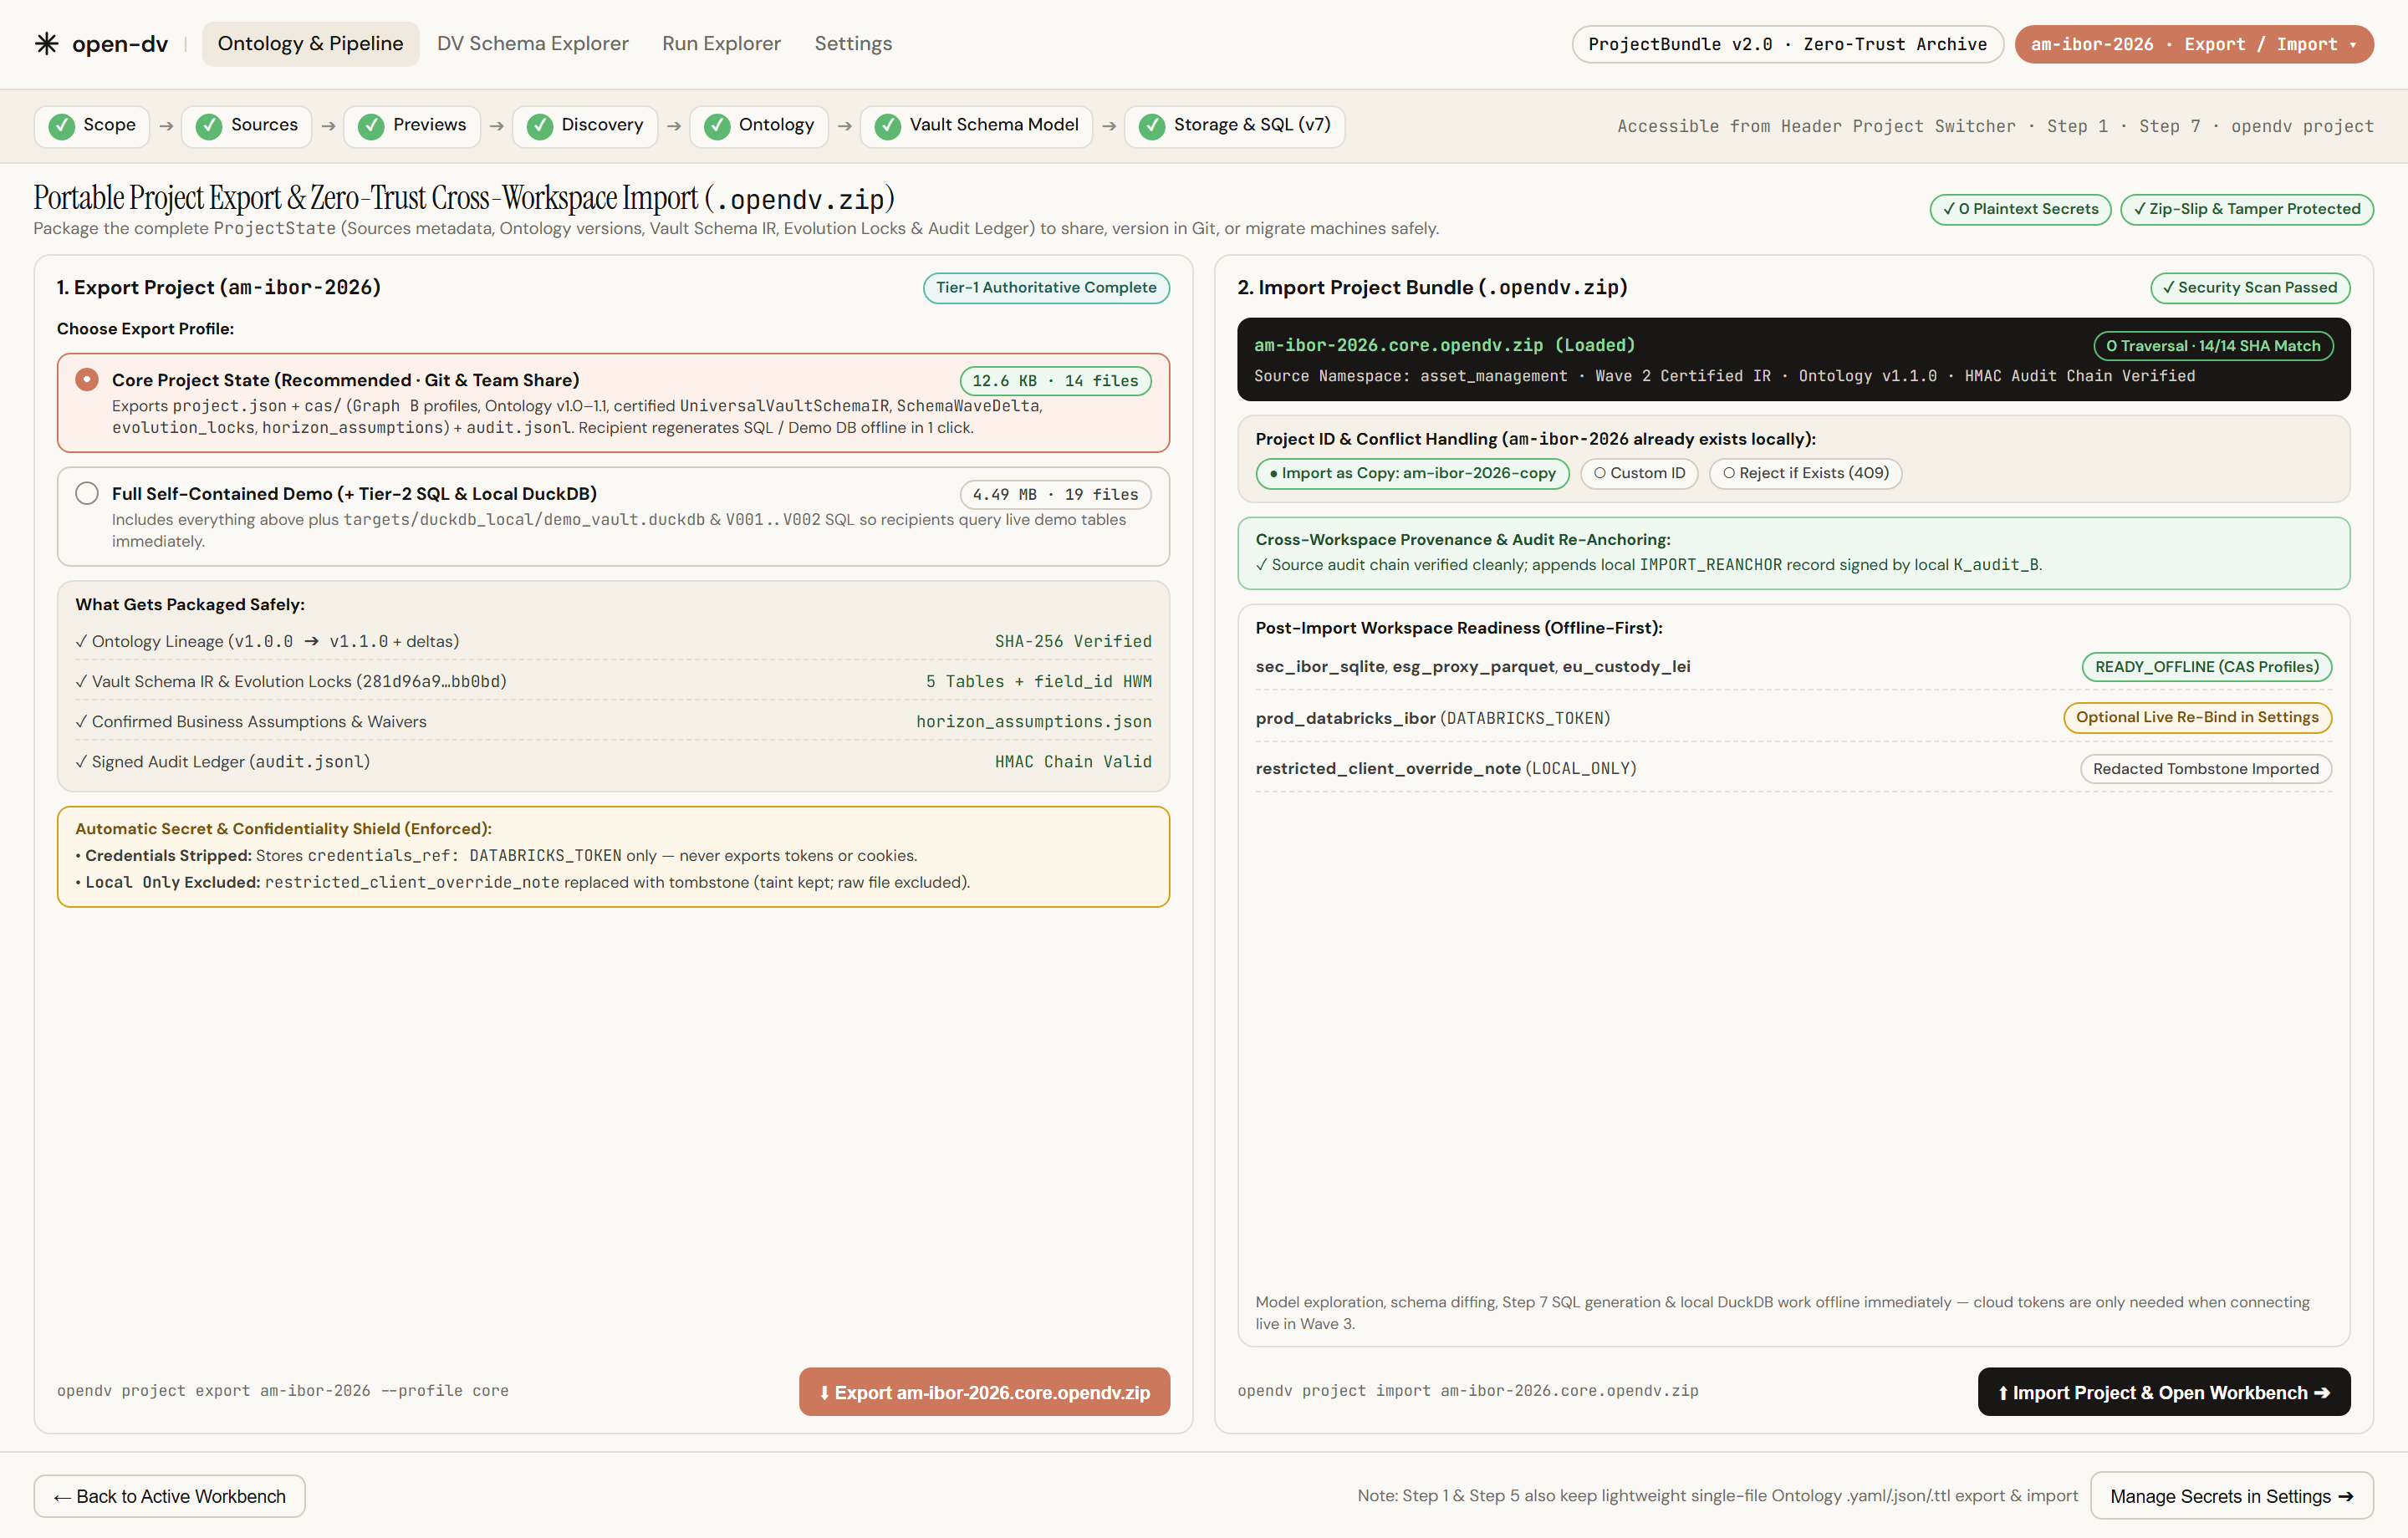 open-dv
Ontology & Pipeline
DV Schema Explorer
Run Explorer
Settings
ProjectBundle v2.0 · Zero-Trust Archive
am-ibor-2026 · Export / Import ▾
✓ Scope → ✓ Sources → ✓ Previews → ✓ Discovery → ✓ Ontology → ✓ Vault Schema Model → ✓ Storage & SQL (v7)
Accessible from Header Project Switcher · Step 1 · Step 7 · opendv project
Portable Project Export & Zero-Trust Cross-Workspace Import (.opendv.zip)
Package the complete ProjectState (Sources metadata, Ontology versions, Vault Schema IR, Evolution Locks & Audit Ledger) to share, version in Git, or migrate machines safely.
✓ 0 Plaintext Secrets
✓ Zip-Slip & Tamper Protected
1. Export Project (am-ibor-2026)
Tier-1 Authoritative Complete
Choose Export Profile:
Core Project State (Recommended · Git & Team Share)
12.6 KB · 14 files
Exports project.json + cas/ (Graph B profiles, Ontology v1.0–1.1, certified UniversalVaultSchemaIR, SchemaWaveDelta,
evolution_locks, horizon_assumptions) + audit.jsonl. Recipient regenerates SQL / Demo DB offline in 1 click.
Full Self-Contained Demo (+ Tier-2 SQL & Local DuckDB)
4.49 MB · 19 files
Includes everything above plus targets/duckdb_local/demo_vault.duckdb & V001..V002 SQL so recipients query live demo tables
immediately.
What Gets Packaged Safely:
✓ Ontology Lineage (v1.0.0 → v1.1.0 + deltas)
SHA-256 Verified
✓ Vault Schema IR & Evolution Locks (281d96a9…bb0bd)
5 Tables + field_id HWM
✓ Confirmed Business Assumptions & Waivers
horizon_assumptions.json
✓ Signed Audit Ledger (audit.jsonl)
HMAC Chain Valid
Automatic Secret & Confidentiality Shield (Enforced):
• Credentials Stripped: Stores credentials_ref: DATABRICKS_TOKEN only — never exports tokens or cookies.
• Local Only Excluded: restricted_client_override_note replaced with tombstone (taint kept; raw file excluded).
opendv project export am-ibor-2026 --profile core
⬇ Export am-ibor-2026.core.opendv.zip
2. Import Project Bundle (.opendv.zip)
✓ Security Scan Passed
am-ibor-2026.core.opendv.zip (Loaded)
0 Traversal · 14/14 SHA Match
Source Namespace: asset_management · Wave 2 Certified IR · Ontology v1.1.0 · HMAC Audit Chain Verified
Project ID & Conflict Handling (am-ibor-2026 already exists locally):
● Import as Copy: am-ibor-2026-copy
○ Custom ID
○ Reject if Exists (409)
Cross-Workspace Provenance & Audit Re-Anchoring:
✓ Source audit chain verified cleanly; appends local IMPORT_REANCHOR record signed by local K_audit_B.
Post-Import Workspace Readiness (Offline-First):
sec_ibor_sqlite, esg_proxy_parquet, eu_custody_lei
READY_OFFLINE (CAS Profiles)
prod_databricks_ibor (DATABRICKS_TOKEN)
Optional Live Re-Bind in Settings
restricted_client_override_note (LOCAL_ONLY)
Redacted Tombstone Imported
Model exploration, schema diffing, Step 7 SQL generation & local DuckDB work offline immediately — cloud tokens are only needed when connecting
live in Wave 3.
opendv project import am-ibor-2026.core.opendv.zip
⬆ Import Project & Open Workbench ➔
← Back to Active Workbench
Note: Step 1 & Step 5 also keep lightweight single-file Ontology .yaml/.json/.ttl export & import
Manage Secrets in Settings ➔